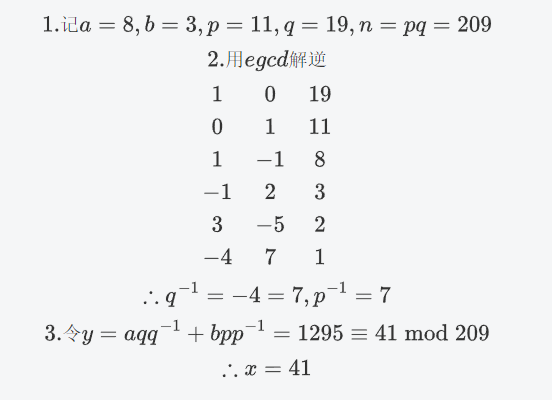 1.记a = 8, b = 3, p = 11, q = 19, n = pq = 209
2.用egcd解逆
1 0 19
0 1 11
1 −1 8
−1 2 3
3 −5 2
−4 7 1
∴ q⁻¹ = −4 = 7, p⁻¹ = 7
3.令y = aqq⁻¹ + bpp⁻¹ = 1295 ≡ 41 mod 209
∴ x = 41